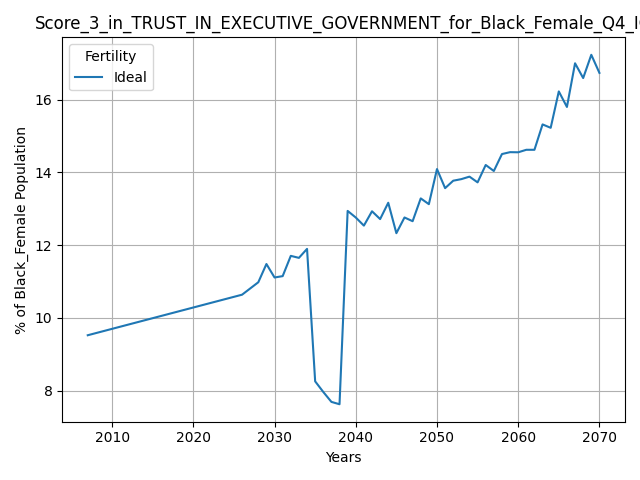 Score_3_in_TRUST_IN_EXECUTIVE_GOVERNMENT_for_Black_Female_Q4_I
Fertility
Ideal
% of Black_Female Population
16
14
12
10
8
2010 2020 2030 2040 2050 2060 2070
Years